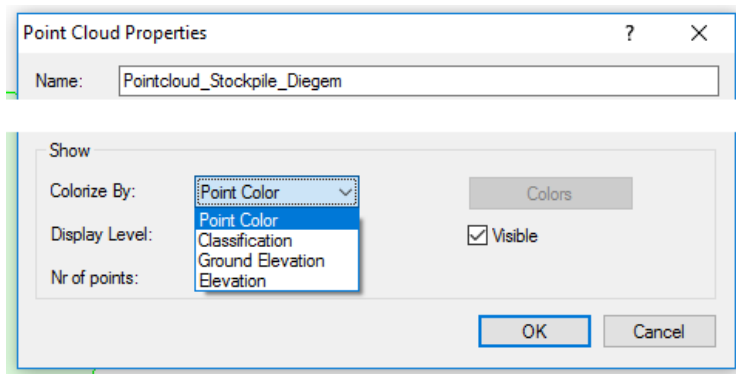 Point Cloud Properties ?
Name: Pointcloud_Stockpile_Diegem
Show
Colorize By: Point Color Colors
Point Color
Classification
Display Level: Visible
Ground Elevation
Nr of points: Elevation
OK Cancel